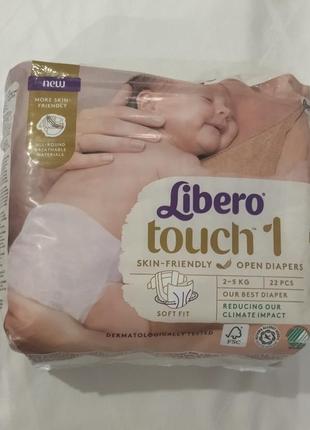 new
MORE SKIN-
FRIENDLY
ALL-ROUND
BREATHABLE
MATERIALS
Libero
touch™ 1
SKIN-FRIENDLY OPEN DIAPERS
2-5 KG 22 PCS
OUR BEST DIAPER
REDUCING OUR
CLIMATE IMPACT
SOFT FIT
DERMATOLOGICALLY TESTED
FSC